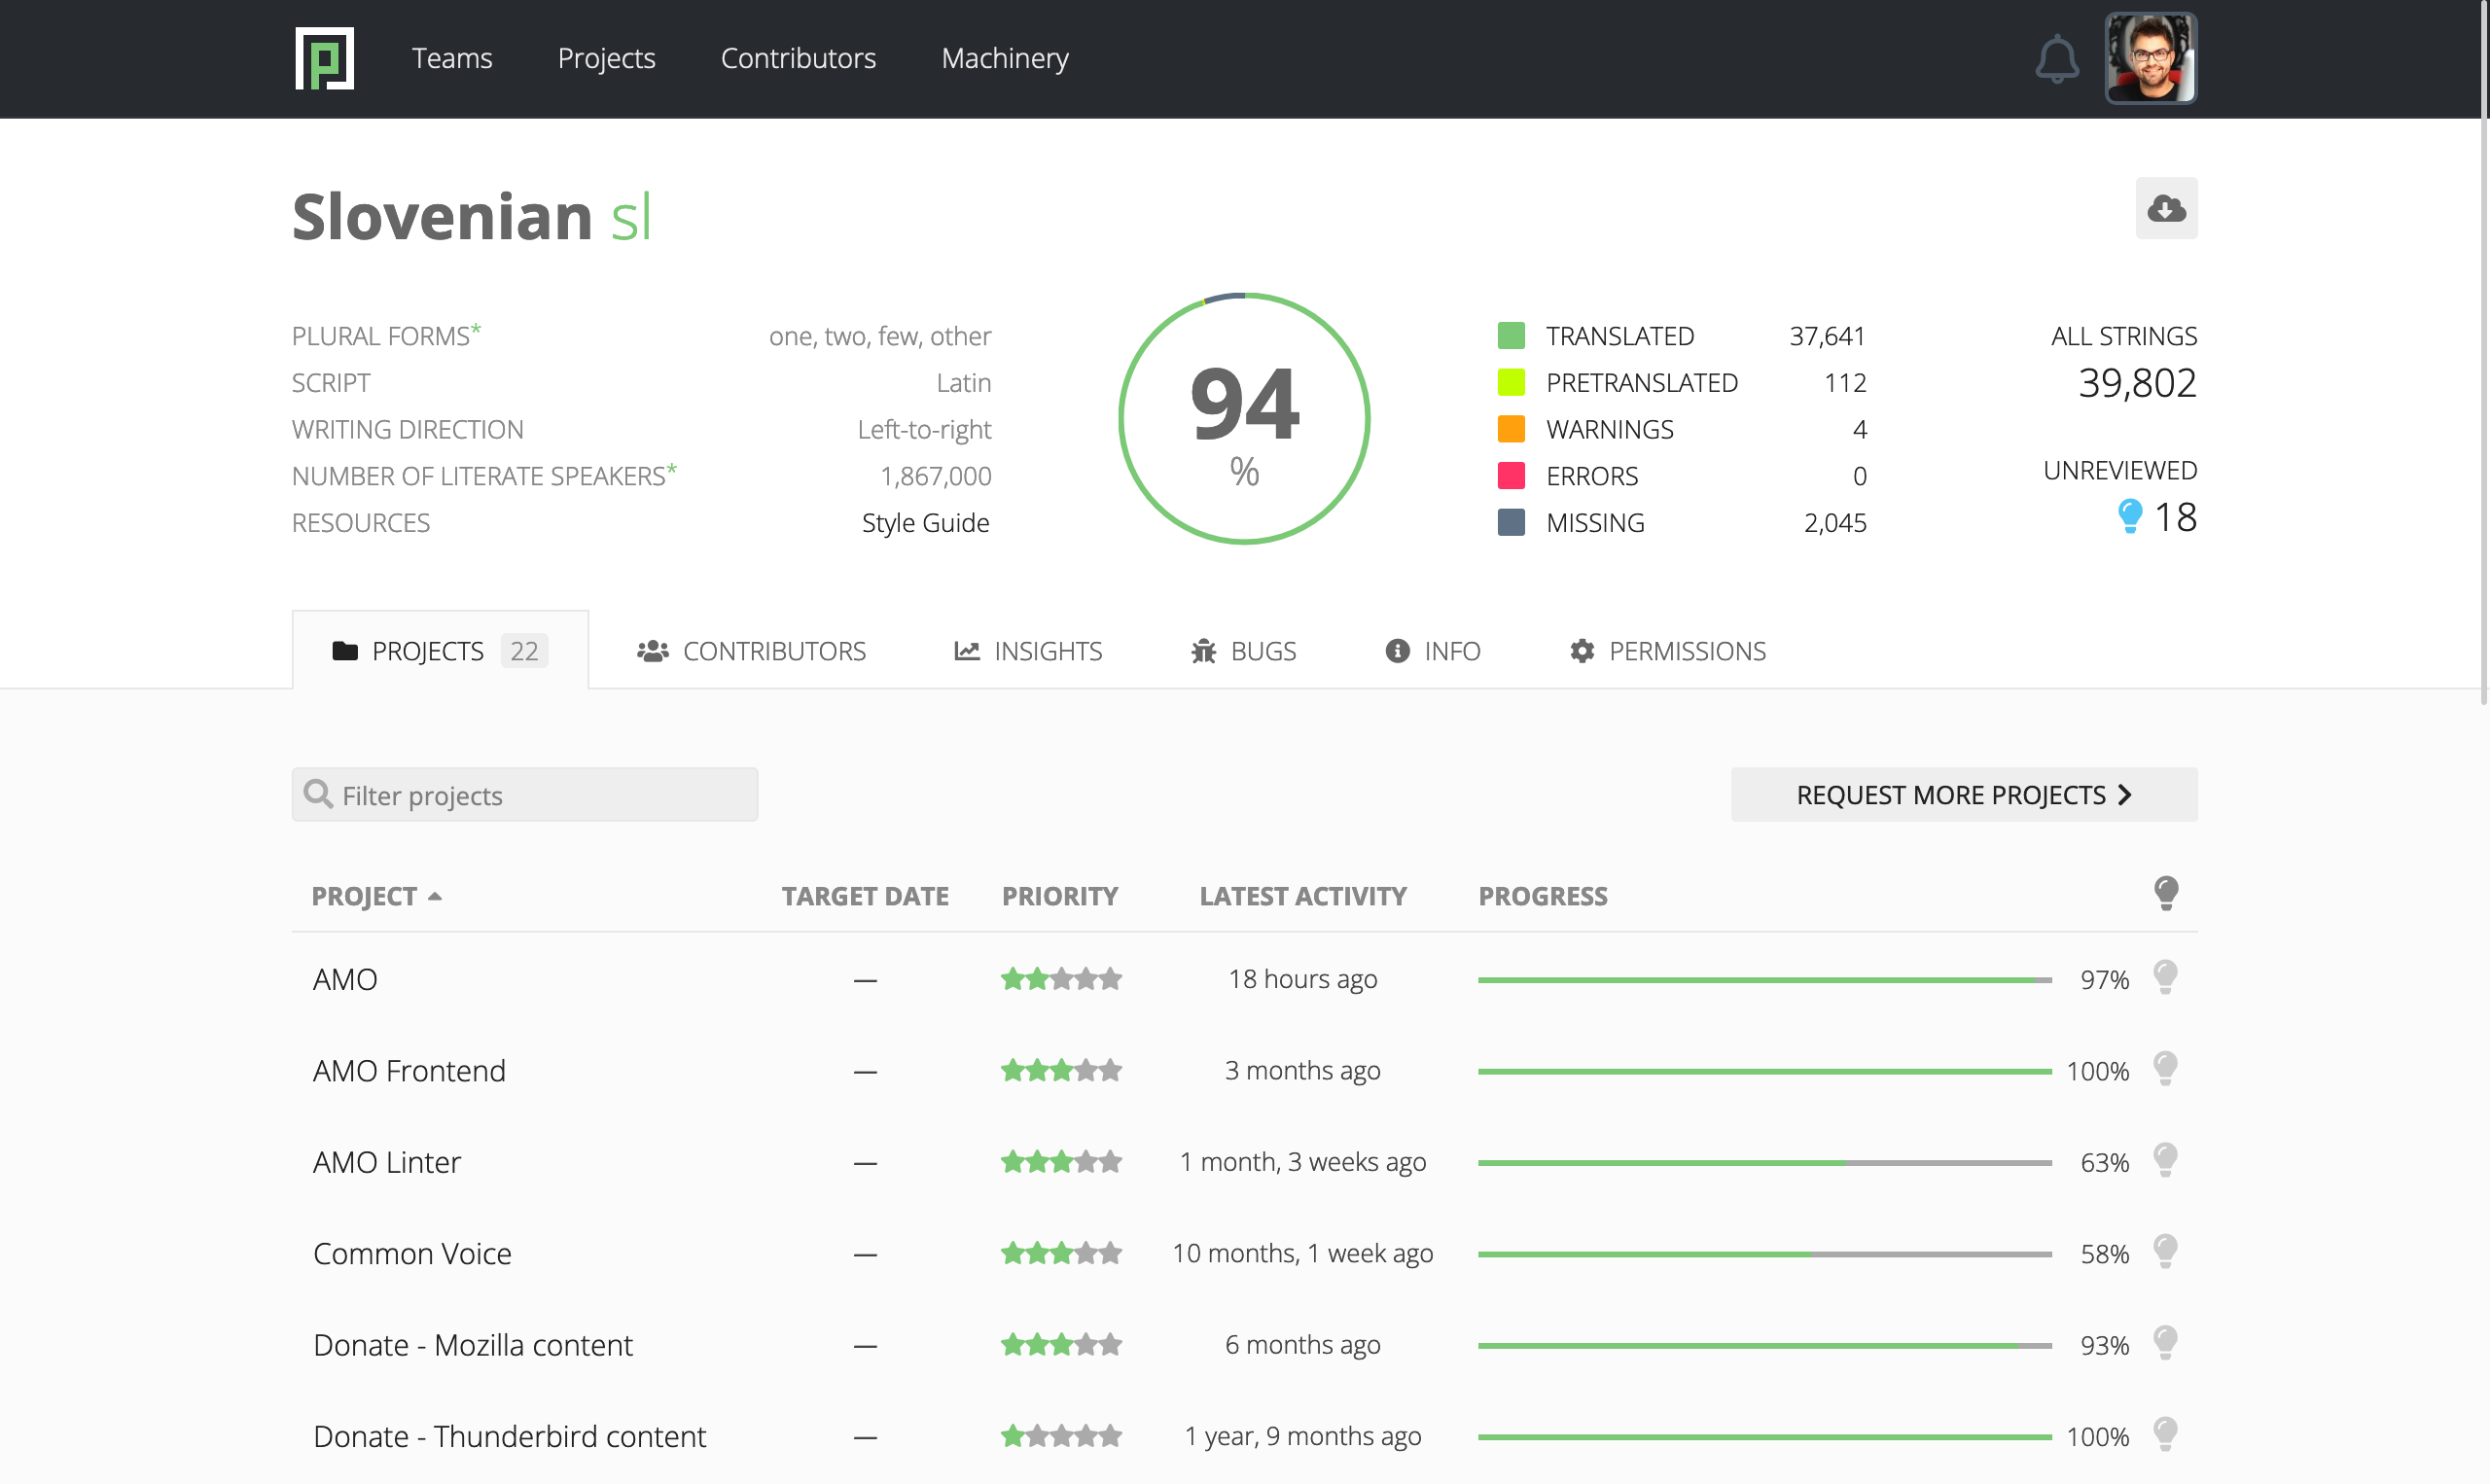 Teams Projects Contributors Machinery
Slovenian sl
PLURAL FORMS* one, two, few, other
SCRIPT Latin
WRITING DIRECTION Left-to-right
NUMBER OF LITERATE SPEAKERS* 1,867,000
RESOURCES Style Guide
94
%
TRANSLATED 37,641
PRETRANSLATED 112
WARNINGS 4
ERRORS 0
MISSING 2,045
ALL STRINGS
39,802
UNREVIEWED
18
PROJECTS 22 CONTRIBUTORS INSIGHTS BUGS INFO PERMISSIONS
Filter projects REQUEST MORE PROJECTS
PROJECT TARGET DATE PRIORITY LATEST ACTIVITY PROGRESS
AMO — 18 hours ago 97%
AMO Frontend — 3 months ago 100%
AMO Linter — 1 month, 3 weeks ago 63%
Common Voice — 10 months, 1 week ago 58%
Donate - Mozilla content — 6 months ago 93%
Donate - Thunderbird content — 1 year, 9 months ago 100%